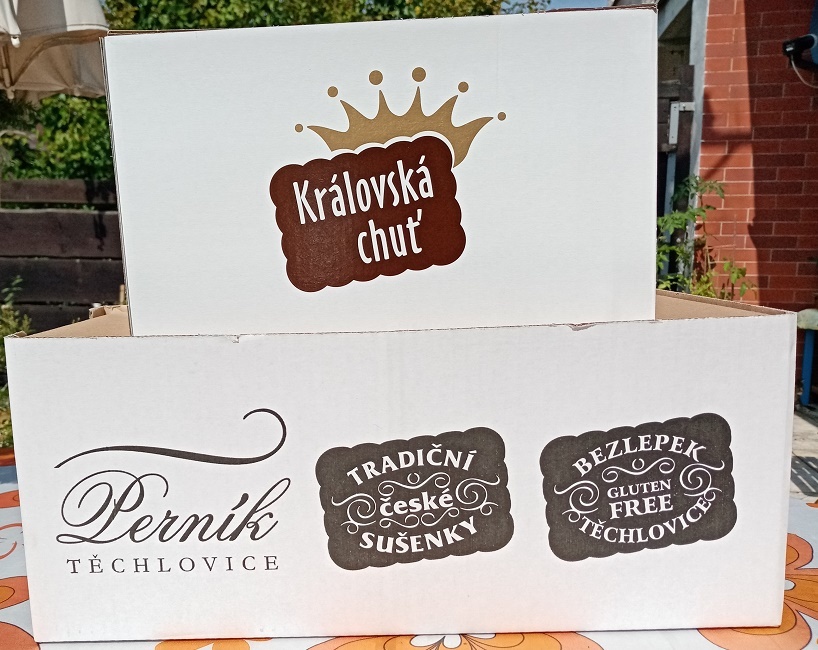 Královská
chuť
Perník
TĚCHLOVICE
TRADIČNÍ
české
SUŠENKY
BEZLEPEK
GLUTEN
FREE
TĚCHLOVICE